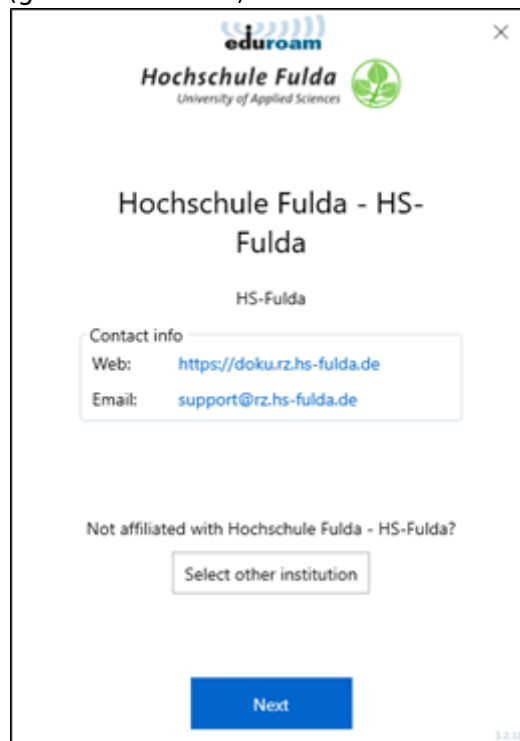 eduroam
Hochschule Fulda
University of Applied Sciences
Hochschule Fulda - HS-
Fulda
HS-Fulda
Contact info
Web: https://doku.rz.hs-fulda.de
Email: support@rz.hs-fulda.de
Not affiliated with Hochschule Fulda - HS-Fulda?
Select other institution
Next